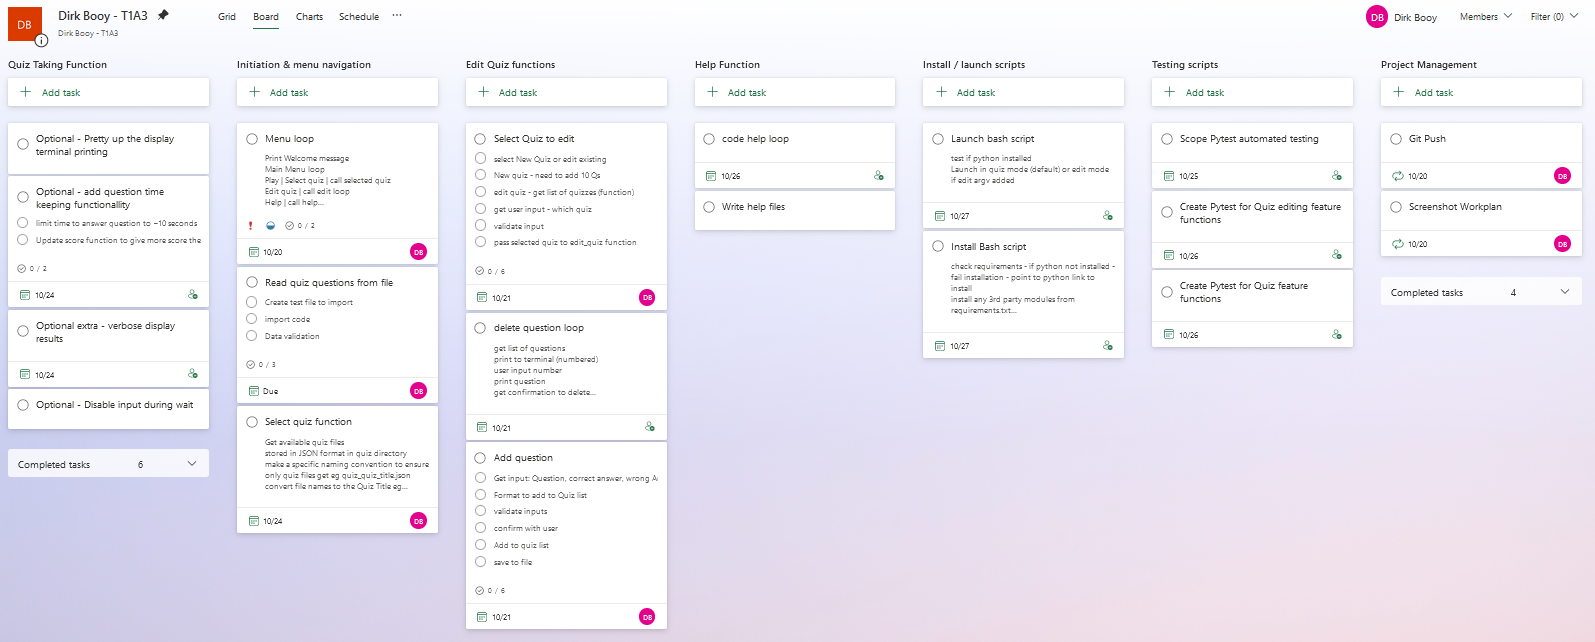 DB
Dirk Booy - T1A3
Dirk Booy - T1A3
Grid
Board
Charts
Schedule
...
DB
Dirk Booy
Members
Filter (0)
Quiz Taking Function
Add task
Optional - Pretty up the display
terminal printing
Optional - add question time
keeping functionallity
limit time to answer question to ~10 seconds
Update score function to give more score the
0 / 2
10/24
Optional extra - verbose display
results
10/24
Optional - Disable input during wait
Completed tasks
6
Initiation & menu navigation
Add task
Menu loop
Print Welcome message
Main Menu loop
Play | Select quiz | call selected quiz
Edit quiz | call edit loop
Help | call help...
0 / 2
10/20
DB
Read quiz questions from file
Create test file to import
import code
Data validation
0 / 3
Due
DB
Select quiz function
Get available quiz files
stored in JSON format in quiz directory
make a specific naming convention to ensure
only quiz files get eg quiz_quiz_title.json
convert file names to the Quiz Title eg...
10/24
DB
Edit Quiz functions
Add task
Select Quiz to edit
select New Quiz or edit existing
New quiz - need to add 10 Qs
edit quiz - get list of quizzes (function)
get user input - which quiz
validate input
pass selected quiz to edit_quiz function
0 / 6
10/21
DB
delete question loop
get list of questions
print to terminal (numbered)
user input number
print question
get confirmation to delete...
10/21
Add question
Get input: Question, correct answer, wrong A
Format to add to Quiz list
validate inputs
confirm with user
Add to quiz list
save to file
0 / 6
10/21
DB
Help Function
Add task
code help loop
10/26
Write help files
Install / launch scripts
Add task
Launch bash script
test if python installed
Launch in quiz mode (default) or edit mode
if edit argv added
10/27
Install Bash script
check requirements - if python not installed -
fail installation - point to python link to
install
install any 3rd party modules from
requirements.txt...
10/27
Testing scripts
Add task
Scope Pytest automated testing
10/25
Create Pytest for Quiz editing feature
functions
10/26
Create Pytest for Quiz feature
functions
10/26
Project Management
Add task
Git Push
10/20
DB
Screenshot Workplan
10/20
DB
Completed tasks
4